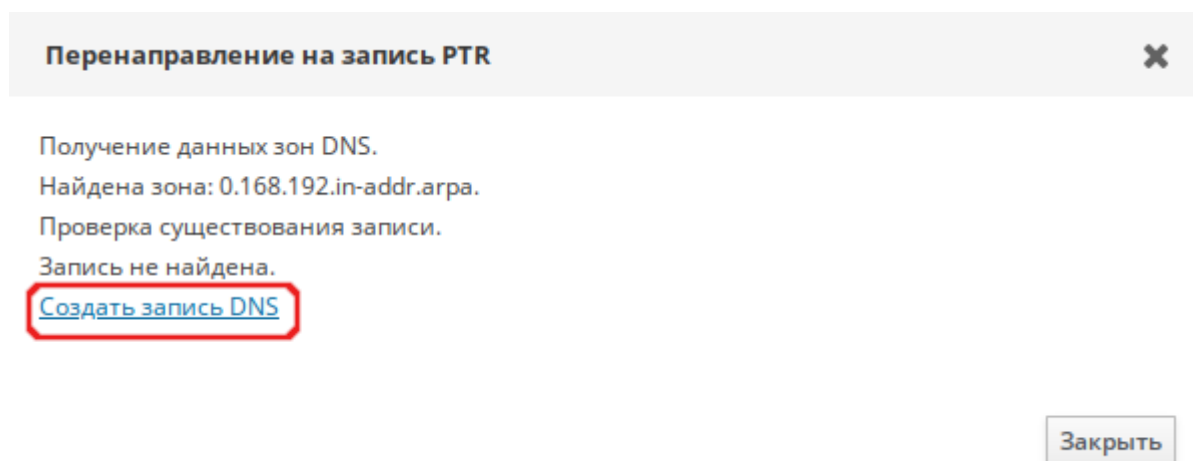 Перенаправление на запись PTR
Получение данных зон DNS.
Найдена зона: 0.168.192.in-addr.arpa.
Проверка существования записи.
Запись не найдена.
Создать запись DNS
Закрыть